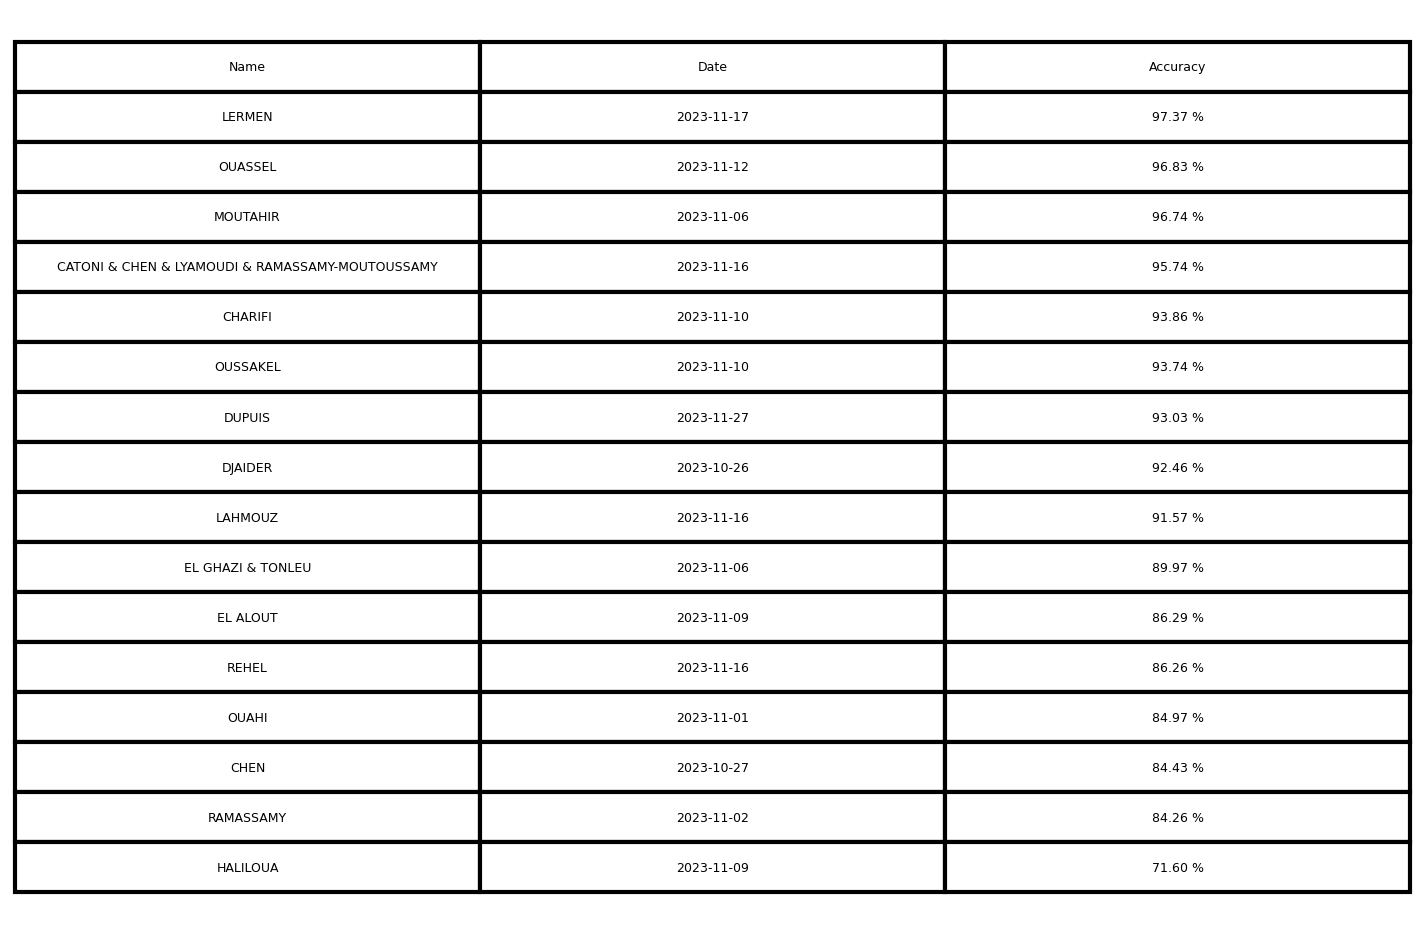 Name Date Accuracy
LERMEN 2023-11-17 97.37 %
OUASSEL 2023-11-12 96.83 %
MOUTAHIR 2023-11-06 96.74 %
CATONI & CHEN & LYAMOUDI & RAMASSAMY-MOUTOUSSAMY 2023-11-16 95.74 %
CHARIFI 2023-11-10 93.86 %
OUSSAKEL 2023-11-10 93.74 %
DUPUIS 2023-11-27 93.03 %
DJAIDER 2023-10-26 92.46 %
LAHMOUZ 2023-11-16 91.57 %
EL GHAZI & TONLEU 2023-11-06 89.97 %
EL ALOUT 2023-11-09 86.29 %
REHEL 2023-11-16 86.26 %
OUAHI 2023-11-01 84.97 %
CHEN 2023-10-27 84.43 %
RAMASSAMY 2023-11-02 84.26 %
HALILOUA 2023-11-09 71.60 %